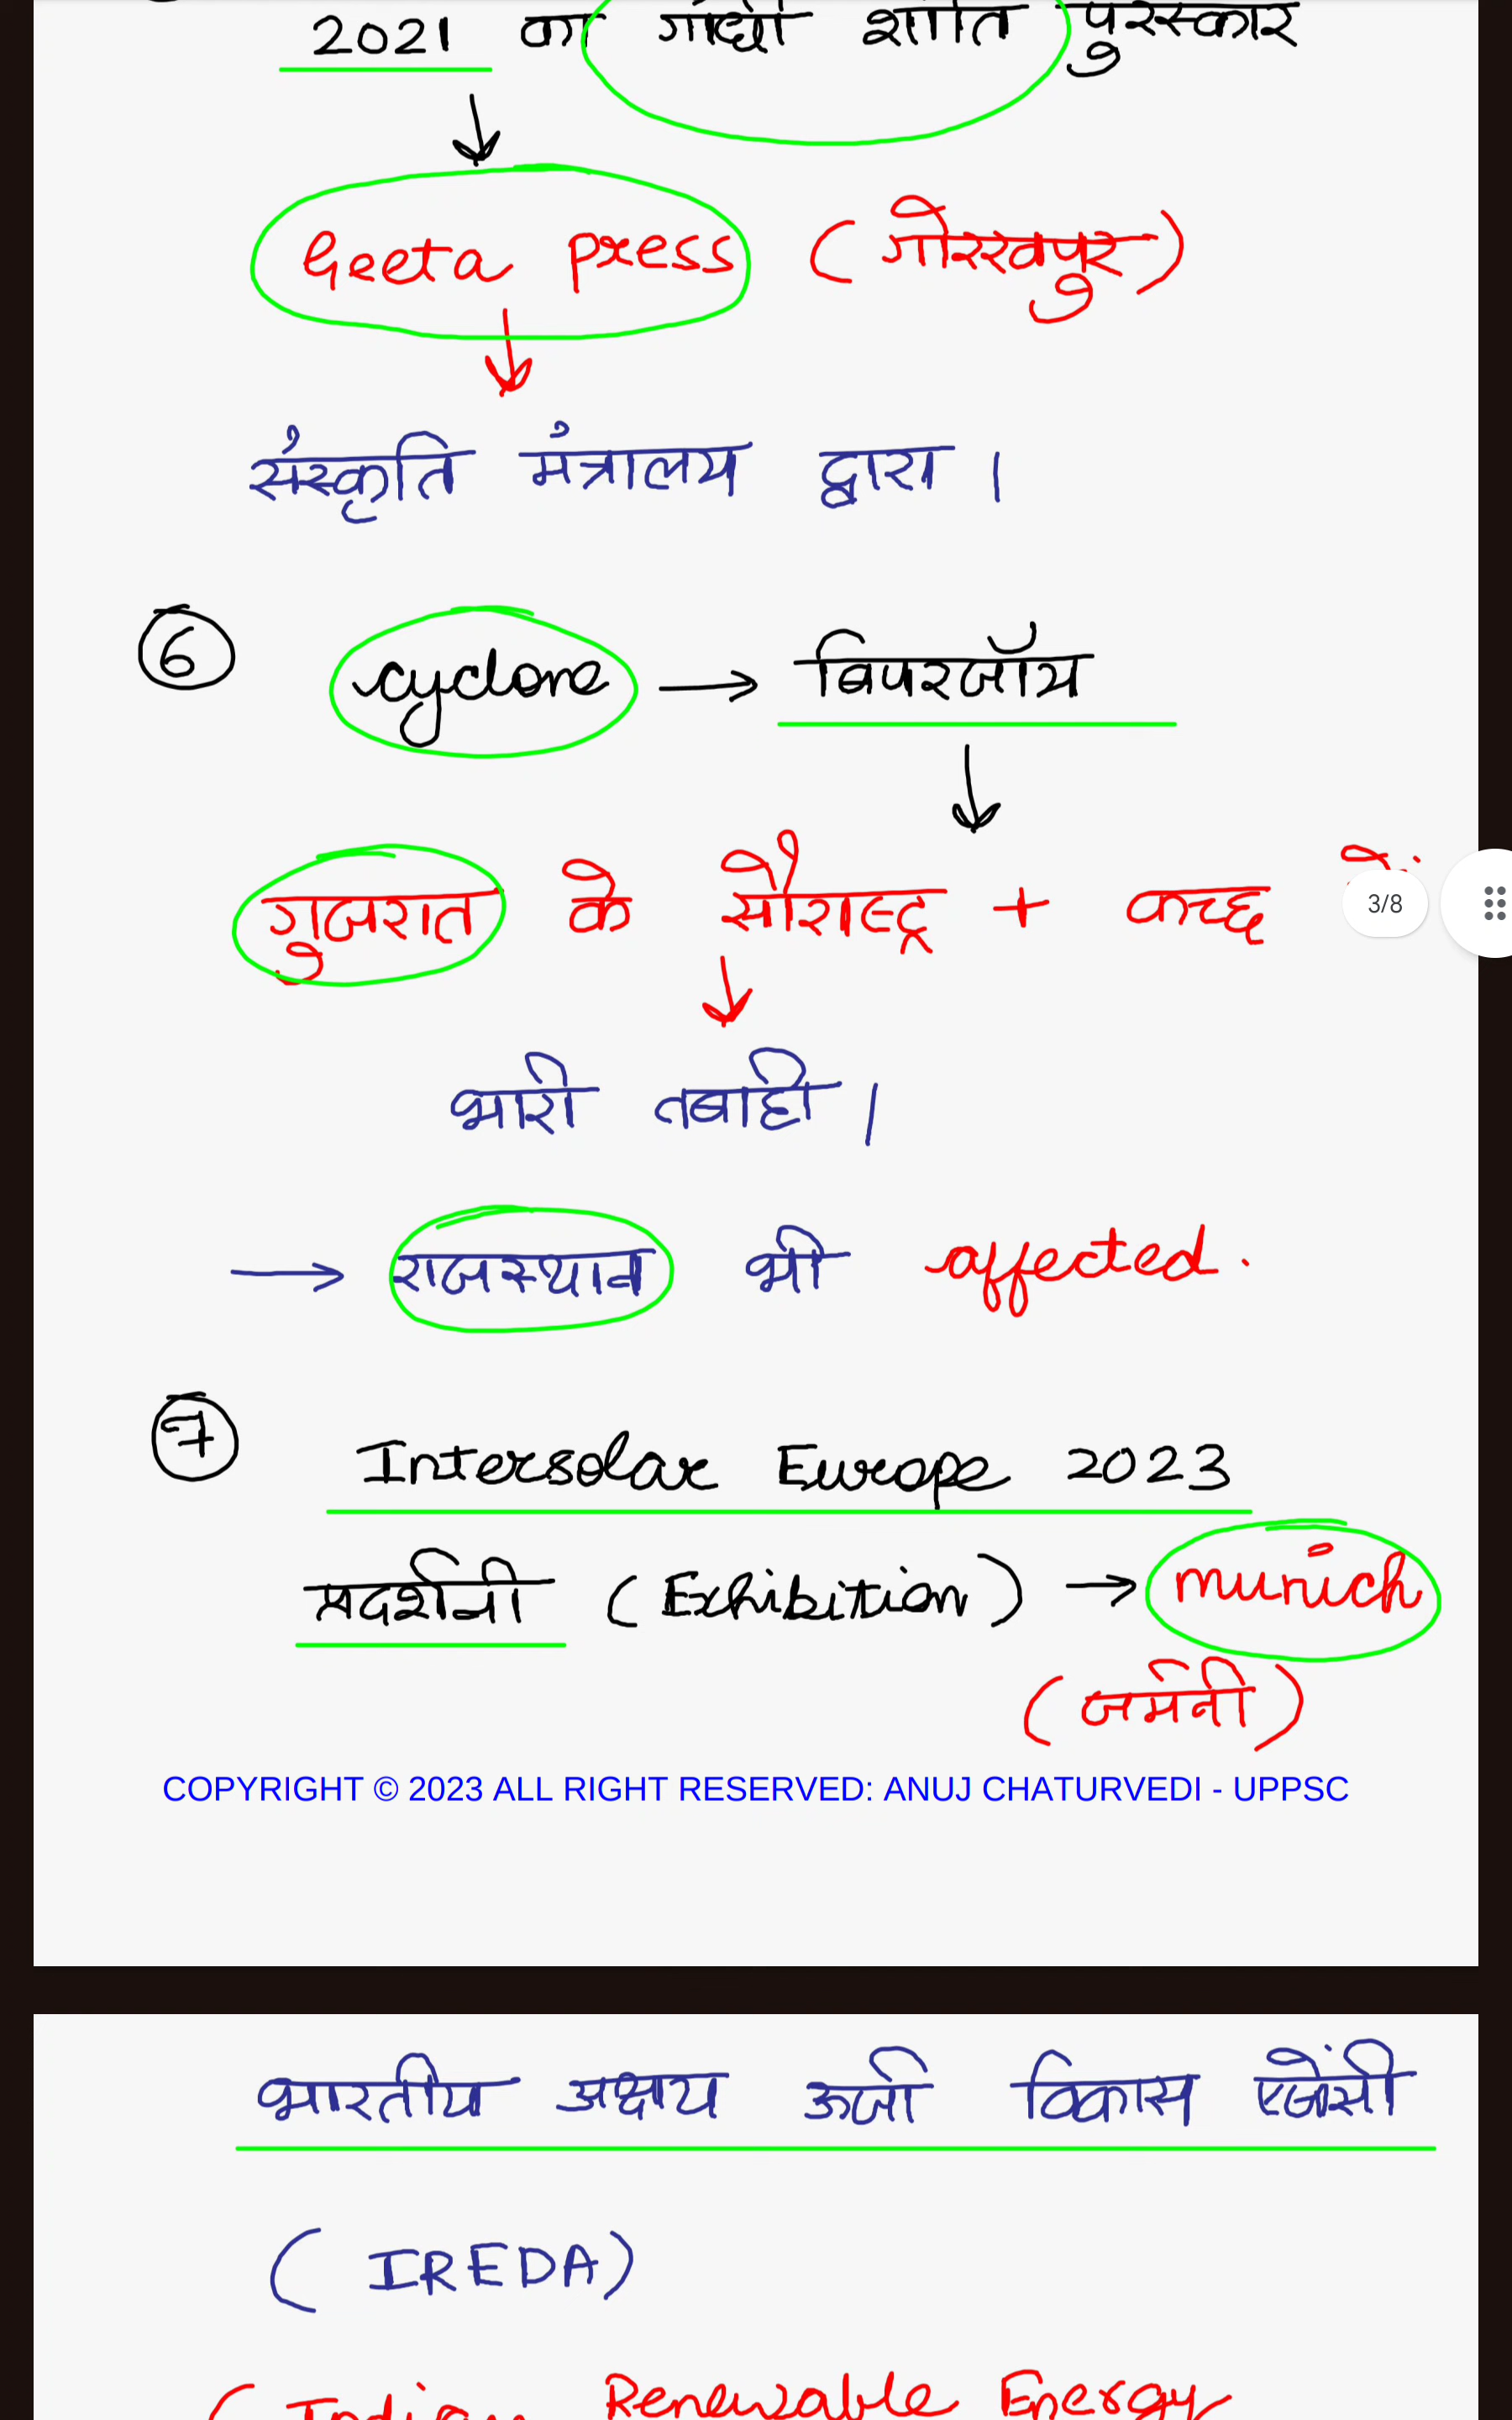 2021 का गांधी शांति पुरस्कार
Geeta press (गोरखपुर)
संस्कृति मंत्रालय द्वारा।
6 cyclone → बिपरजॉय
गुजरात के सौराष्ट्र + कच्छ में
3/8
भारी तबाही।
→ राजस्थान भी affected.
7 Intersolar Europe 2023
प्रदर्शनी (Exhibition) → munich
(जर्मनी)
COPYRIGHT © 2023 ALL RIGHT RESERVED: ANUJ CHATURVEDI - UPPSC
भारतीय अक्षय ऊर्जा विकास एजेंसी
(IREDA)
(Indian Renewable Energy